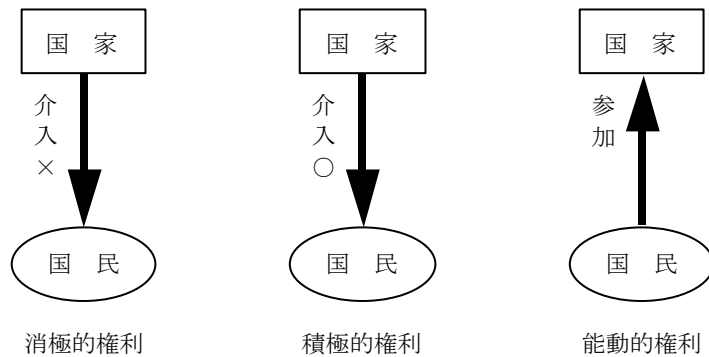 国 家
国 家
国 家
介入×
介入○
参加
国 民
国 民
国 民
消極的権利
積極的権利
能動的権利